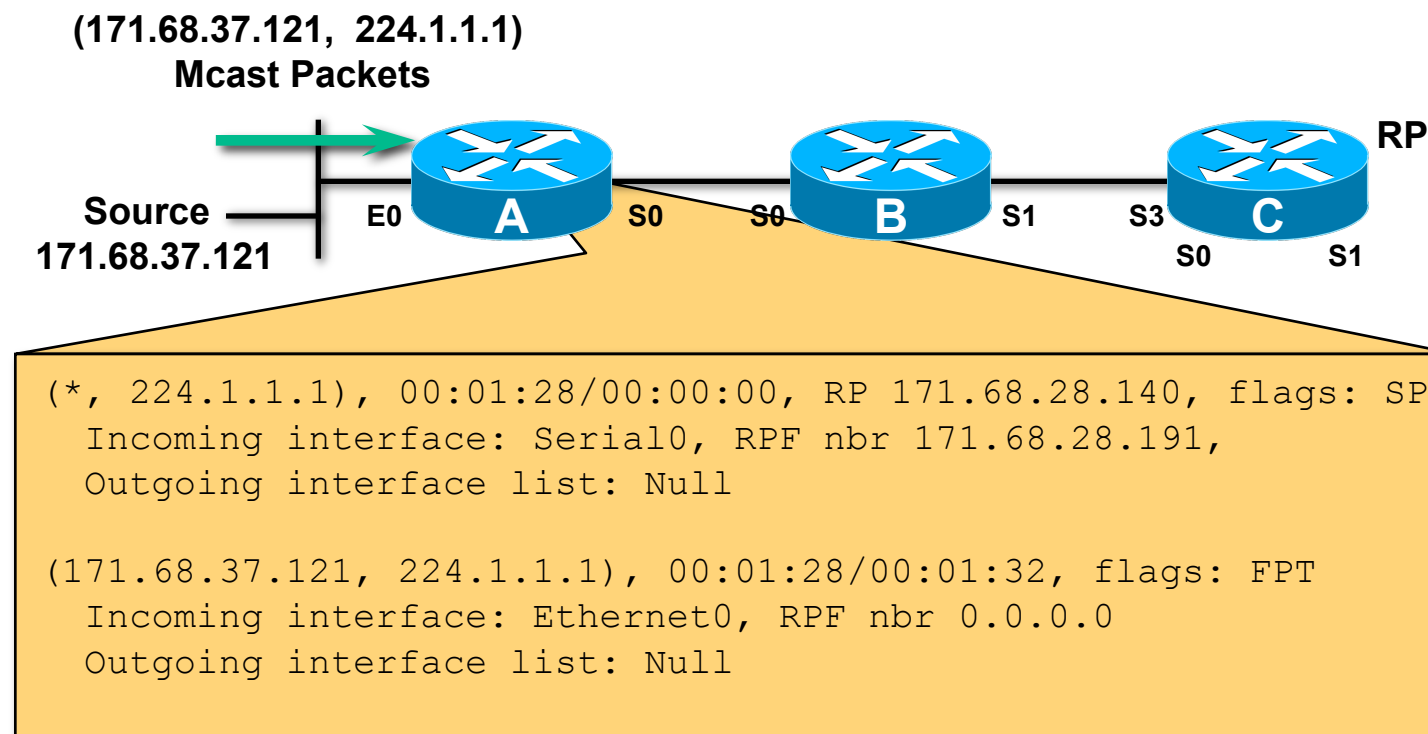 (171.68.37.121, 224.1.1.1)
Mcast Packets
RP
Source
171.68.37.121
E0
A
S0
S0
B
S1
S3
C
S0
S1
(*, 224.1.1.1), 00:01:28/00:00:00, RP 171.68.28.140, flags: SP
Incoming interface: Serial0, RPF nbr 171.68.28.191,
Outgoing interface list: Null
(171.68.37.121, 224.1.1.1), 00:01:28/00:01:32, flags: FPT
Incoming interface: Ethernet0, RPF nbr 0.0.0.0
Outgoing interface list: Null